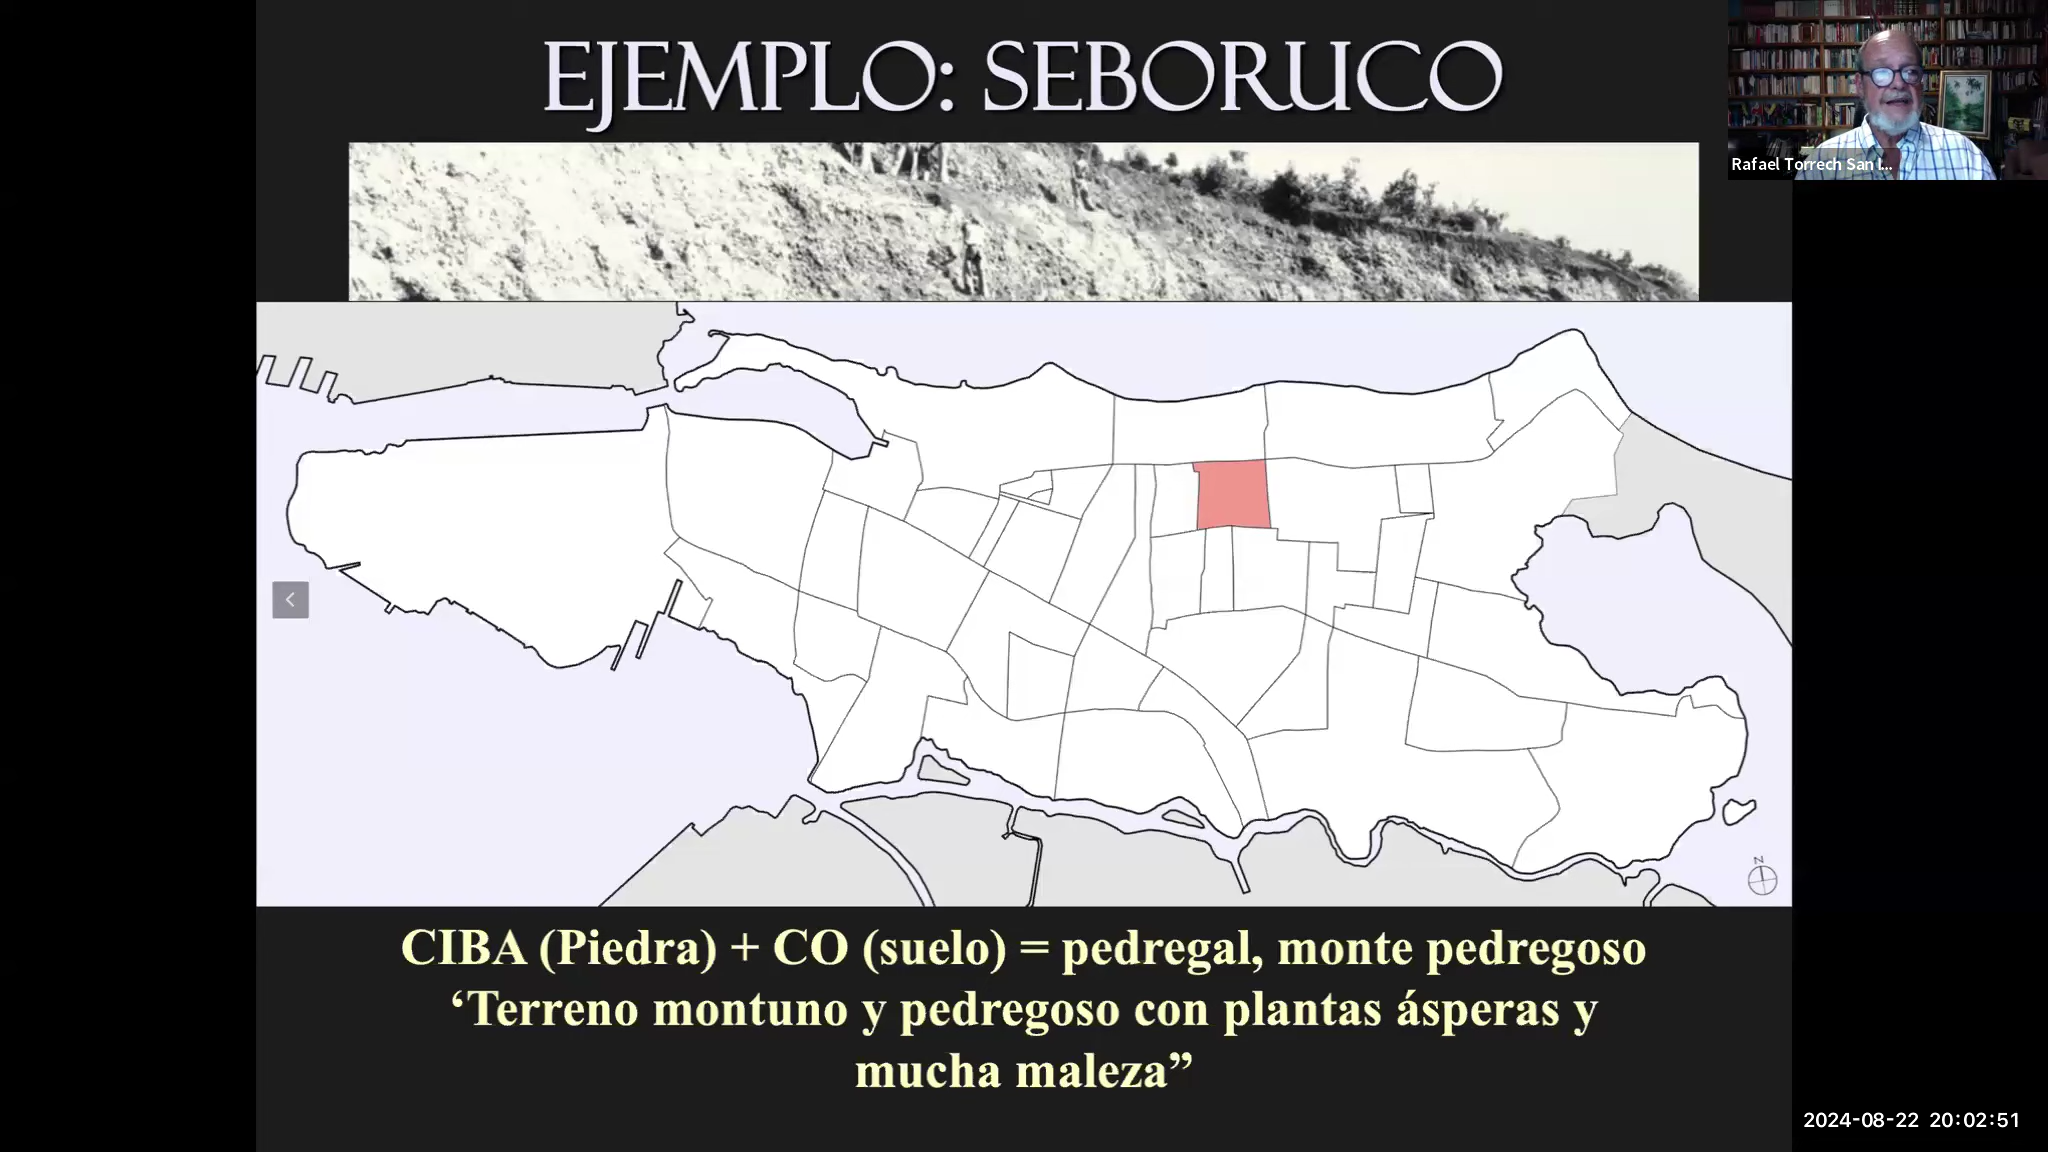 EJEMPLO: SEBORUCO
Rafael Torrech San
N
CIBA (Piedra) + CO (suelo) = pedregal, monte pedregoso
‘Terreno montuno y pedregoso con plantas ásperas y
mucha maleza”
2024-08-22 20:02:51